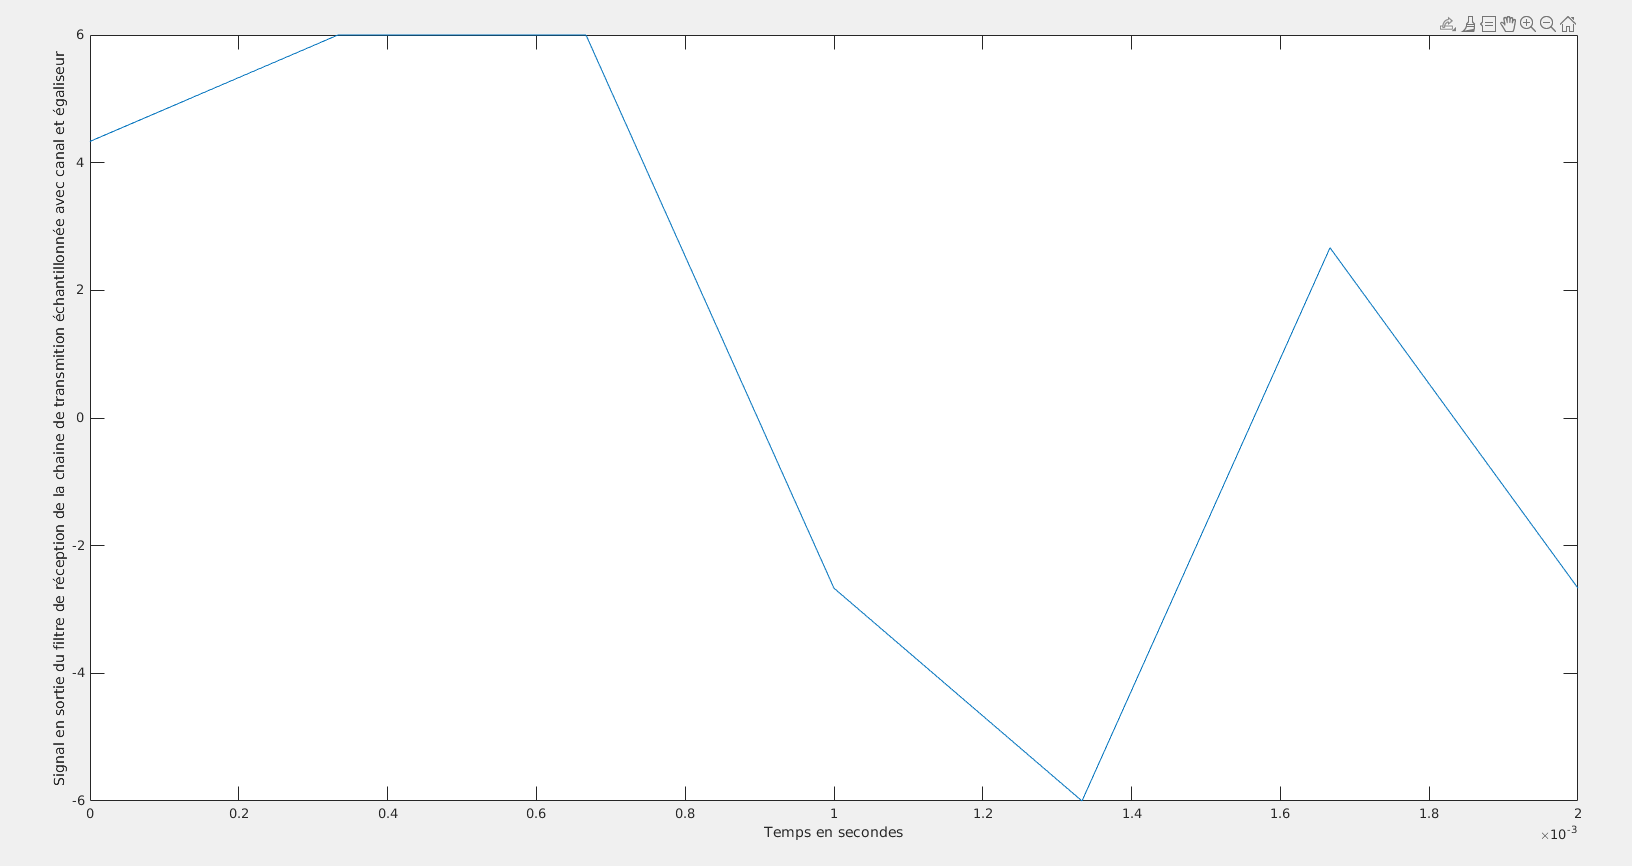 Signal en sortie du filtre de réception de la chaine de transmition échantillonnée avec canal et égaliseur
6
4
2
0
-2
-4
-6
0 0.2 0.4 0.6 0.8 1 1.2 1.4 1.6 1.8 2
Temps en secondes
×10-3